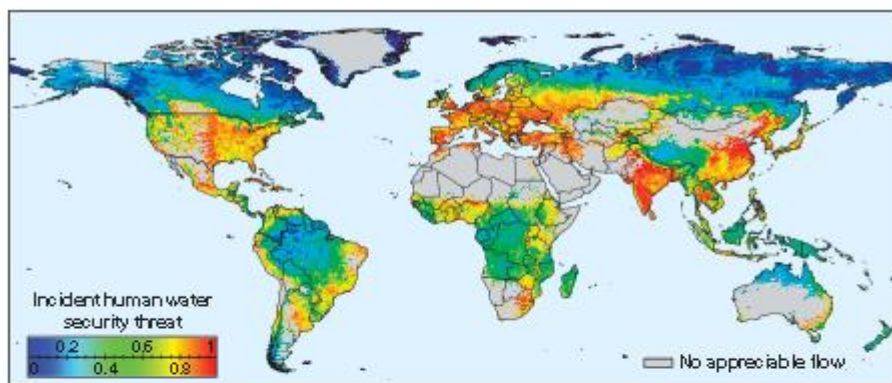 Incident human water
security threat
0.2 0.6 1
0 0.4 0.8
No appreciable flow